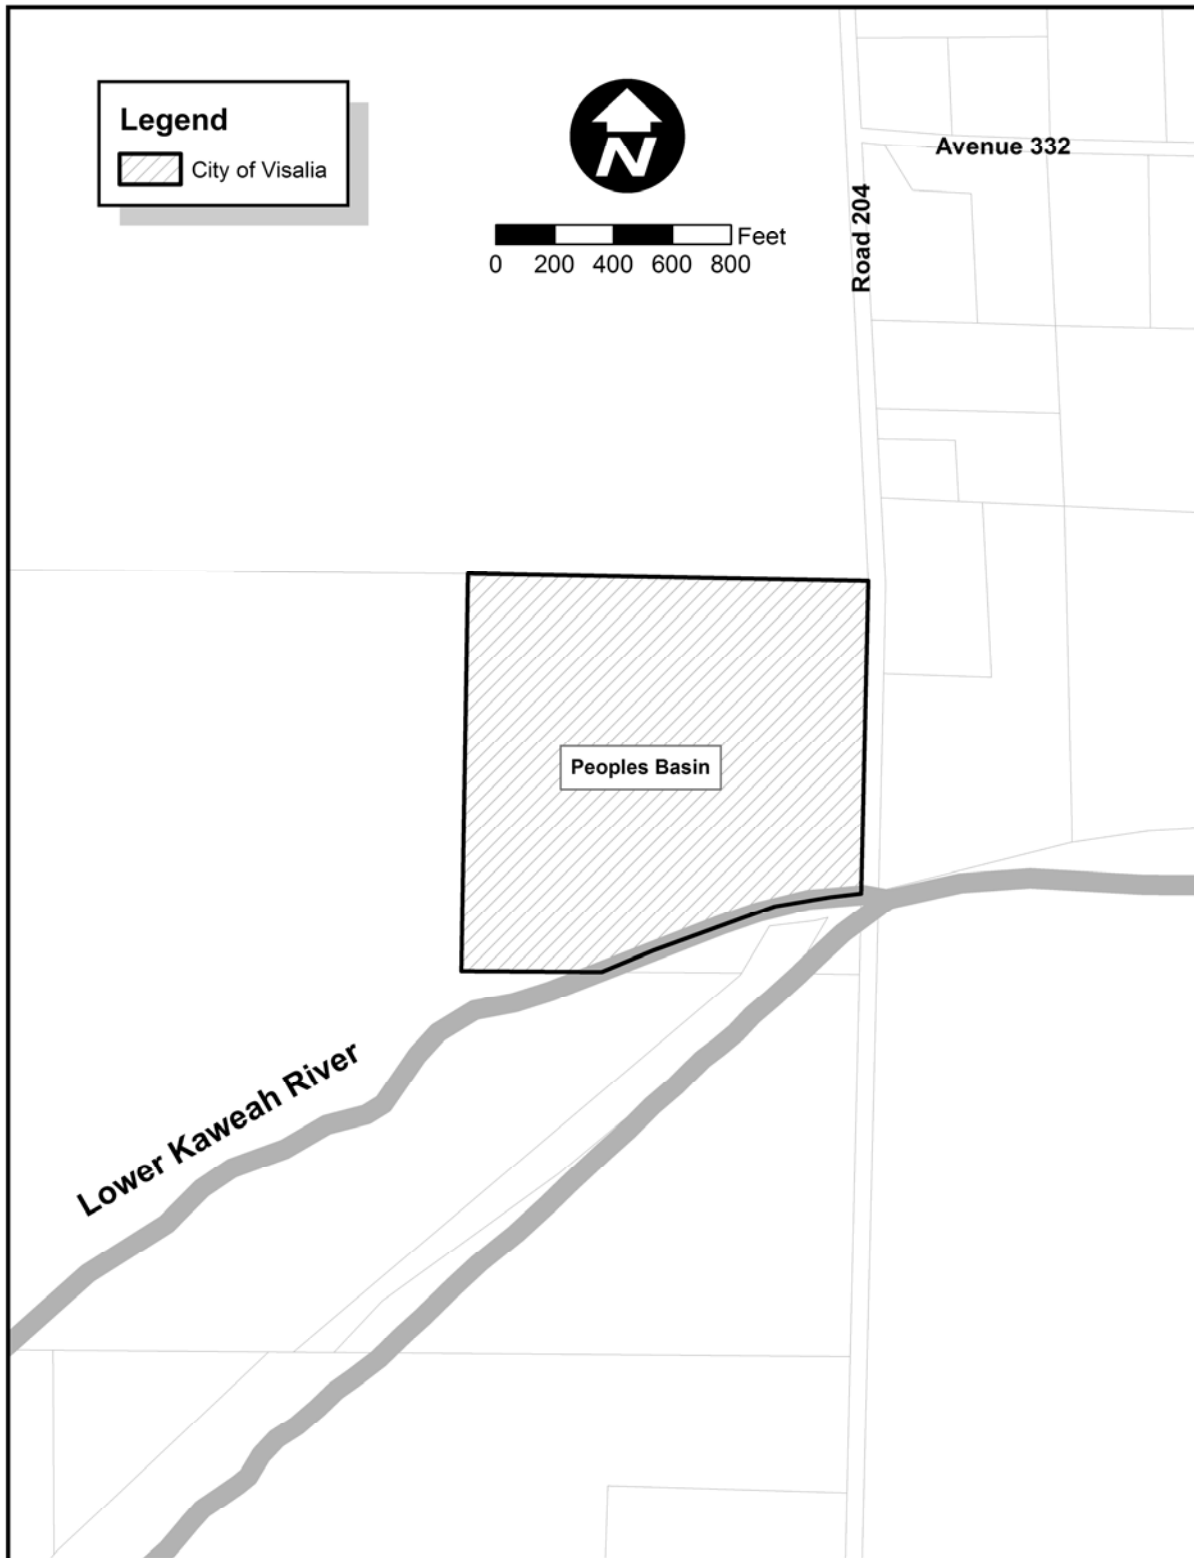 Legend
City of Visalia
N
Feet
0 200 400 600 800
Avenue 332
Road 204
Peoples Basin
Lower Kaweah River